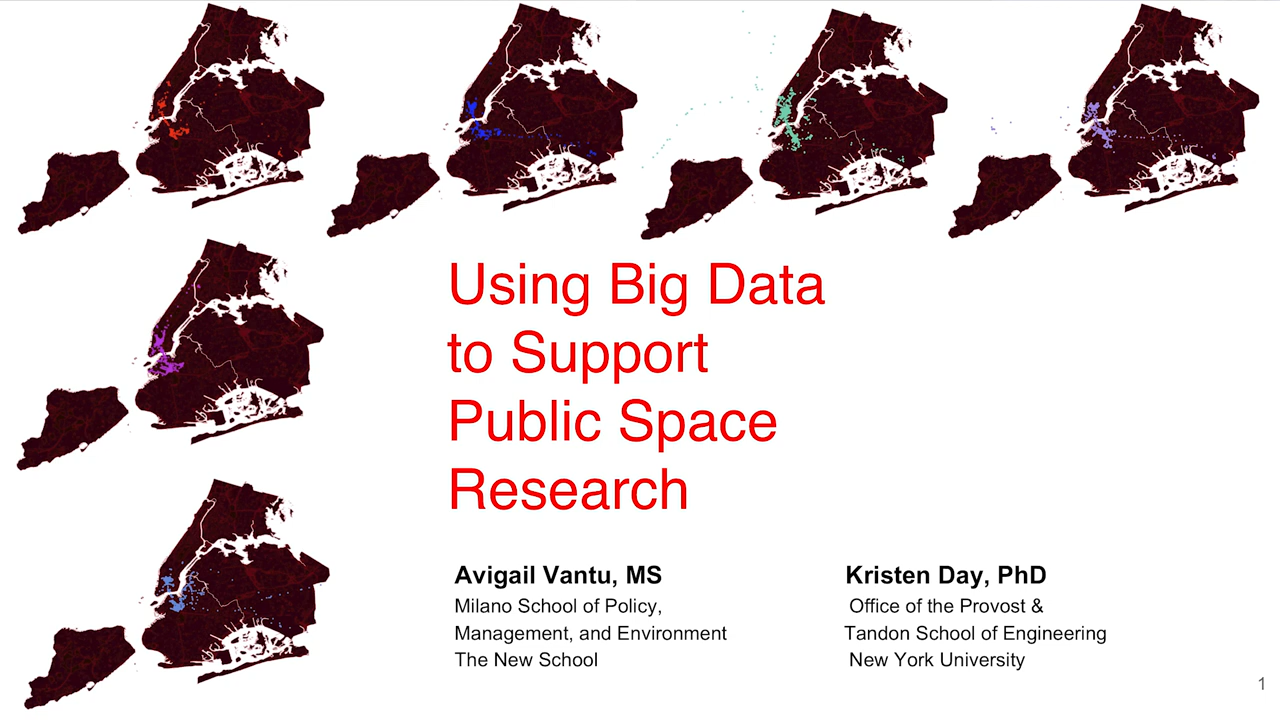 Using Big Data
to Support
Public Space
Research
Avigail Vantu, MS
Milano School of Policy,
Management, and Environment
The New School
Kristen Day, PhD
Office of the Provost &
Tandon School of Engineering
New York University
1